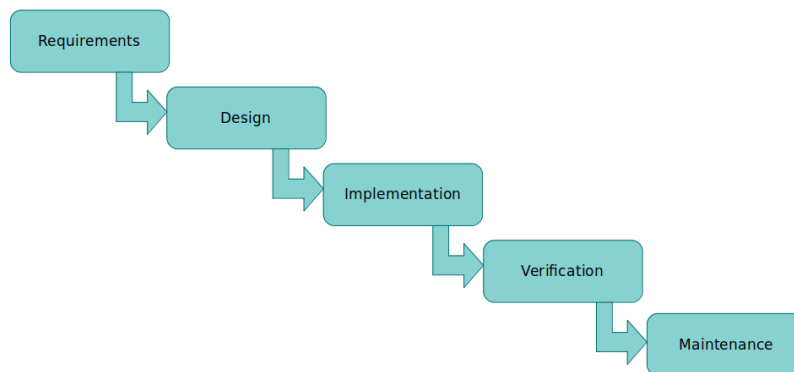 Requirements
Design
Implementation
Verification
Maintenance